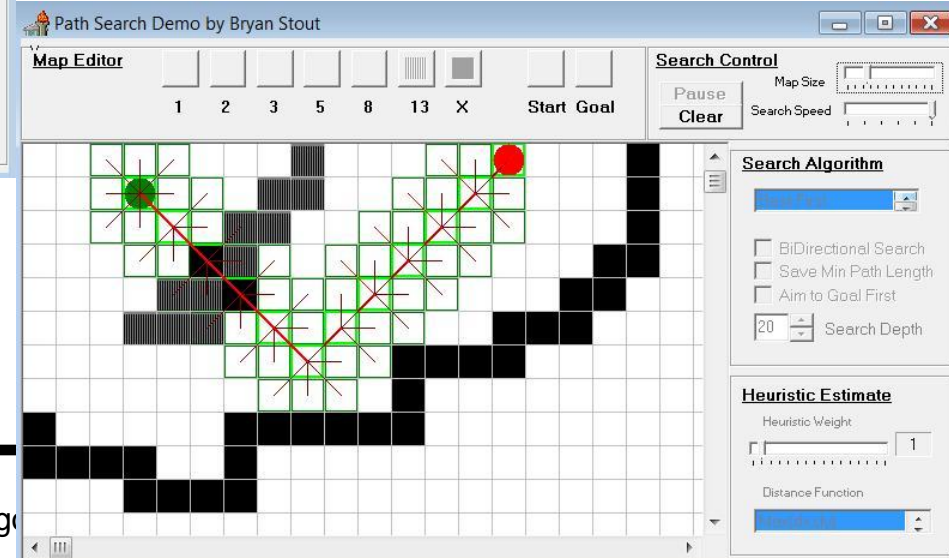 Path Search Demo by Bryan Stout
Map Editor
1 2 3 5 8 13 X Start Goal
Search Control
Map Size
Pause
Clear
Search Speed
Search Algorithm
BiDirectional Search
Save Min Path Length
Aim to Goal First
20 Search Depth
Heuristic Estimate
Heuristic Weight
1
Distance Function